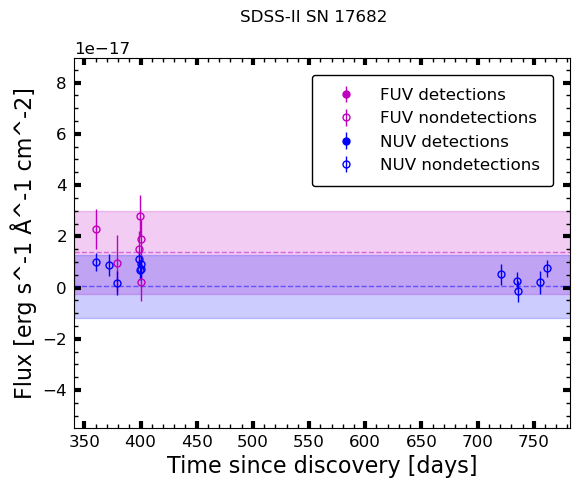 SDSS-II SN 17682
1e−17
FUV detections
FUV nondetections
NUV detections
NUV nondetections
8
6
4
2
0
−2
−4
Flux [erg s^-1 Å^-1 cm^-2]
350 400 450 500 550 600 650 700 750
Time since discovery [days]